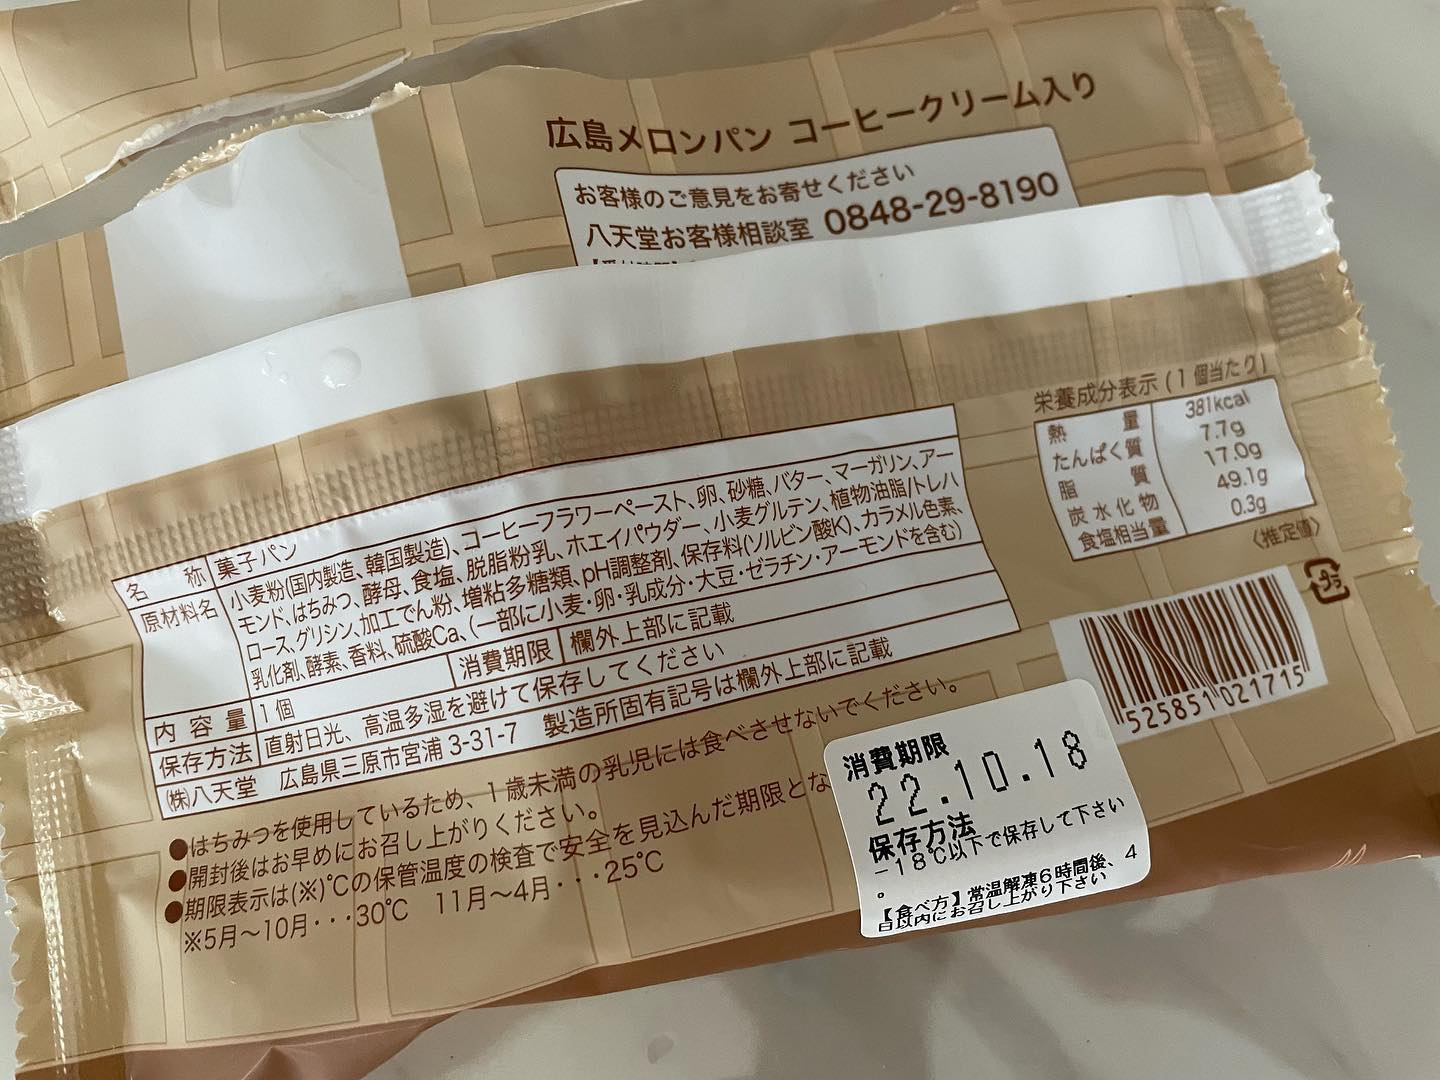 広島メロンパン コーヒークリーム入り
お客様のご意見をお寄せください
八天堂お客様相談室 0848-29-8190
栄養成分表示(1個当たり)
熱量 381kcal
たんぱく質 7.7g
脂質 17.0g
炭水化物 49.1g
食塩相当量 0.3g
〈推定値〉
名称 菓子パン
原材料名 小麦粉(国内製造、韓国製造)、コーヒーフラワーペースト、卵、砂糖、バター、マーガリン、アー
モンド、はちみつ、酵母、食塩、脱脂粉乳、ホエイパウダー、小麦グルテン、植物油脂/トレハ
ロース、グリシン、加工でん粉、増粘多糖類、pH調整剤、保存料(ソルビン酸K)、カラメル色素、
乳化剤、酵素、香料、硫酸Ca、(一部に小麦・卵・乳成分・大豆・ゼラチン・アーモンドを含む)
内容量 1個 消費期限 欄外上部に記載
保存方法 直射日光、高温多湿を避けて保存してください
(株)八天堂 広島県三原市宮浦 3-31-7 製造所固有記号は欄外上部に記載
●はちみつを使用しているため、1歳未満の乳児には食べさせないでください。
●開封後はお早めにお召し上がりください。
●期限表示は(※)℃の保管温度の検査で安全を見込んだ期限とな
※5月〜10月・・・30℃ 11月〜4月・・・25℃
プラ
525851 021715
消費期限
22.10.18
保存方法
-18℃以下で保存して下さい
。
【食べ方】常温解凍6時間後、4
日以内にお召し上がり下さい